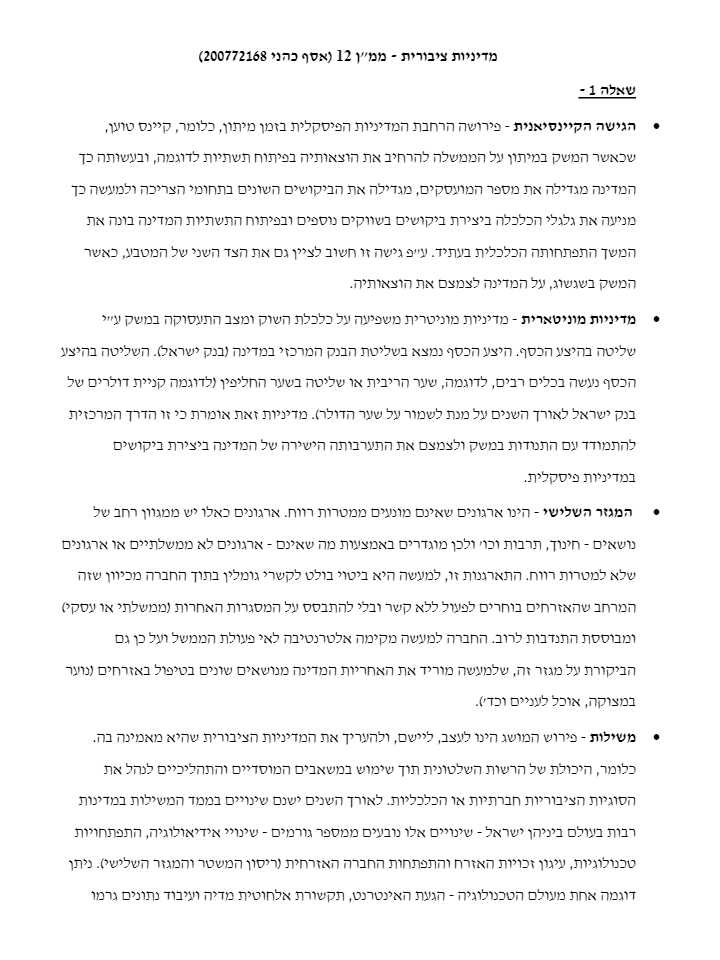 מדיניות ציבורית - ממ״ן 12 (אסף כהני 200772168)
שאלה 1 -
• הגישה הקיינסיאנית - פירושה הרחבת המדיניות הפיסקלית בזמן מיתון, כלומר, קיינס טוען,
שכאשר המשק במיתון על הממשלה להרחיב את הוצאותיה בפיתוח תשתיות לדוגמה, ובעשותה כך
המדינה מגדילה את מספר המועסקים, מגדילה את הביקושים השונים בתחומי הצריכה ולמעשה כך
מניעה את גלגלי הכלכלה ביצירת ביקושים בשווקים נוספים ובפיתוח התשתיות המדינה בונה את
המשך התפתחותה הכלכלית בעתיד. ע״פ גישה זו חשוב לציין גם את הצד השני של המטבע, כאשר
המשק בשגשוג, על המדינה לצמצם את הוצאותיה.
• מדיניות מוניטארית - מדיניות מוניטרית משפיעה על כלכלת השוק ומצב התעסוקה במשק ע״י
שליטה בהיצע הכסף. היצע הכסף נמצא בשליטת הבנק המרכזי במדינה (בנק ישראל). השליטה בהיצע
הכסף נעשה בכלים רבים, לדוגמה, שער הריבית או שליטה בשער החליפין (לדוגמה קניית דולרים של
בנק ישראל לאורך השנים על מנת לשמור על שער הדולר). מדיניות זאת אומרת כי זו הדרך המרכזית
להתמודד עם התנודות במשק ולצמצם את התערבותה הישירה של המדינה ביצירת ביקושים
במדיניות פיסקלית.
• המגזר השלישי - הינו ארגונים שאינם מונעים ממטרות רווח. ארגונים כאלו יש ממגוון רחב של
נושאים - חינוך, תרבות וכו׳ ולכן מוגדרים באמצעות מה שאינם - ארגונים לא ממשלתיים או ארגונים
שלא למטרות רווח. התארגנות זו, למעשה היא ביטוי בולט לקשרי גומלין בתוך החברה מכיוון שזה
המרחב שהאזרחים בוחרים לפעול ללא קשר ובלי להתבסס על המסגרות האחרות (ממשלתי או עסקי)
ומבוססת התנדבות לרוב. החברה למעשה מקימה אלטרנטיבה לאי פעולת הממשל ועל כן גם
הביקורת על מגזר זה, שלמעשה מוריד את האחריות המדינה מנושאים שונים בטיפול באזרחים (נוער
במצוקה, אוכל לעניים וכד׳).
• משילות - פירוש המושג הינו לעצב, ליישם, ולהעריך את המדיניות הציבורית שהיא מאמינה בה.
כלומר, היכולת של הרשות השלטונית תוך שימוש במשאבים המוסדיים והתהליכיים לנהל את
הסוגיות הציבוריות חברתיות או הכלכליות. לאורך השנים ישנם שינויים בממד המשילות במדינות
רבות בעולם ביניהן ישראל - שינויים אלו נובעים ממספר גורמים - שינויי אידיאולוגיה, התפתחויות
טכנולוגיות, עיגון זכויות האזרח והתפתחות החברה האזרחית (ריסון המשטר והמגזר השלישי). ניתן
דוגמה אחת מעולם הטכנולוגיה - הגעת האינטרנט, תקשורת אלחוטית מדיה ועיבוד נתונים גרמו